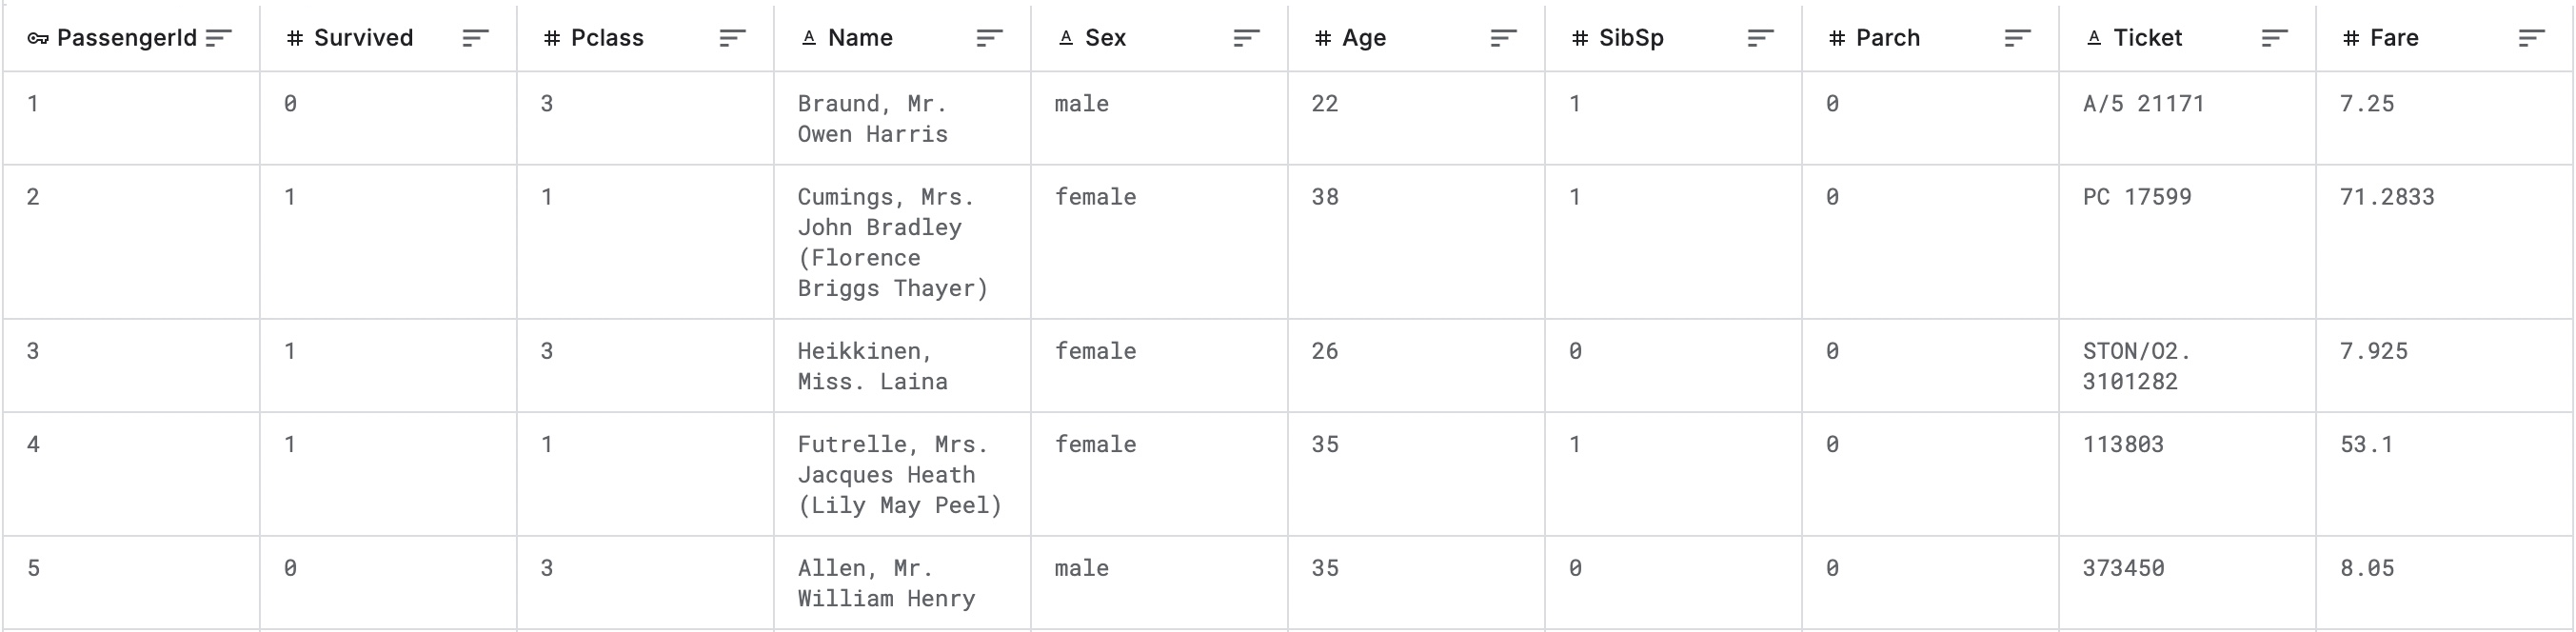 PassengerId # Survived # Pclass A Name A Sex # Age # SibSp # Parch A Ticket # Fare
1 0 3 Braund, Mr. male 22 1 0 A/5 21171 7.25
Owen Harris
2 1 1 Cumings, Mrs. female 38 1 0 PC 17599 71.2833
John Bradley
(Florence
Briggs Thayer)
3 1 3 Heikkinen, female 26 0 0 STON/O2. 7.925
Miss. Laina 3101282
4 1 1 Futrelle, Mrs. female 35 1 0 113803 53.1
Jacques Heath
(Lily May Peel)
5 0 3 Allen, Mr. male 35 0 0 373450 8.05
William Henry